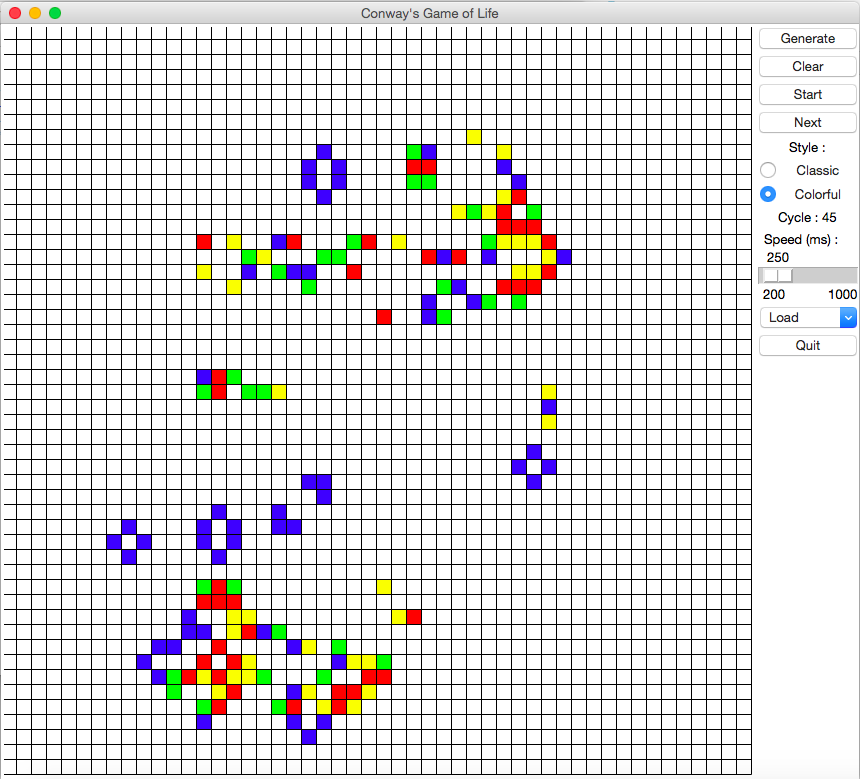 Conway's Game of Life
Generate
Clear
Start
Next
Style :
Classic
Colorful
Cycle : 45
Speed (ms) :
250
200 1000
Load
Quit